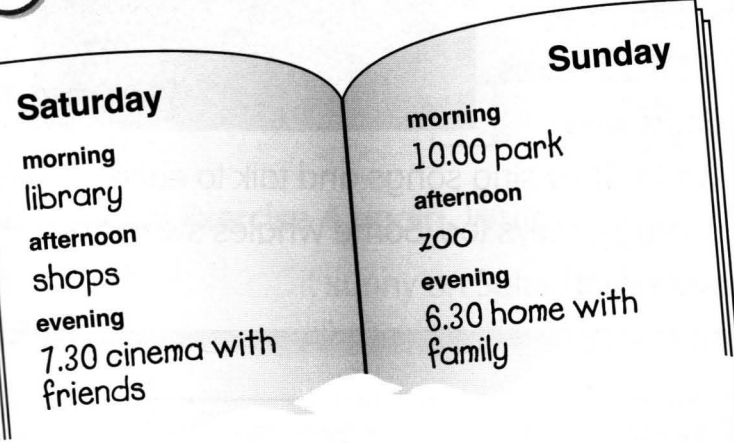 Saturday
morning
library
afternoon
shops
evening
7.30 cinema with
friends
Sunday
morning
10.00 park
afternoon
zoo
evening
6.30 home with
family